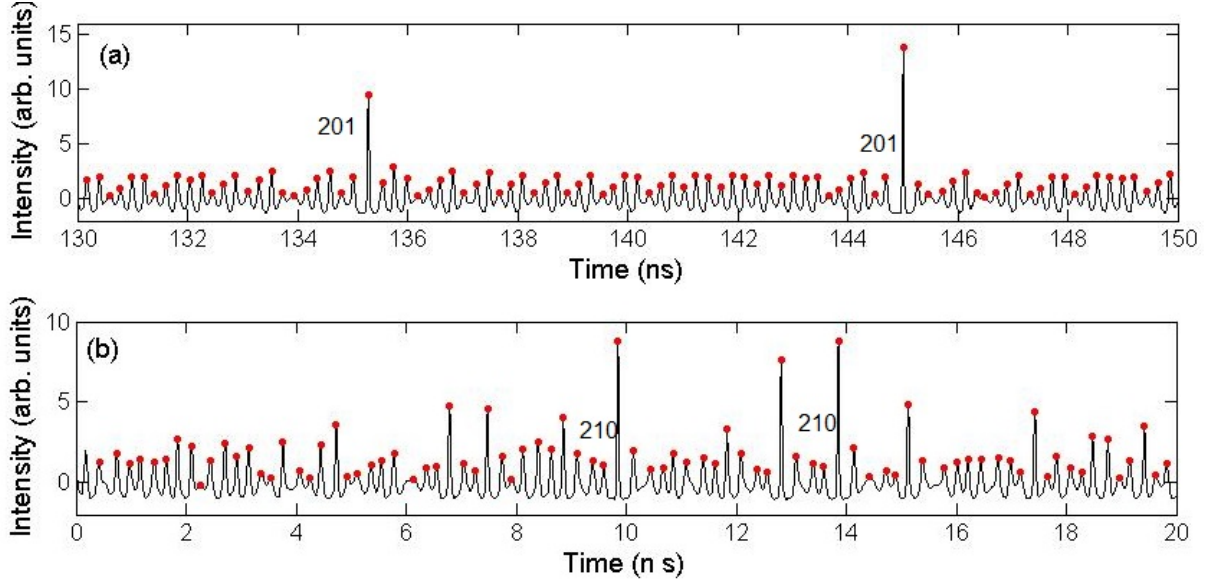 (a)
Intensity (arb. units)
15
10
5
0
201
201
130 132 134 136 138 140 142 144 146 148 150
Time (ns)
(b)
Intensity (arb. units)
10
5
0
210
210
0 2 4 6 8 10 12 14 16 18 20
Time (n s)